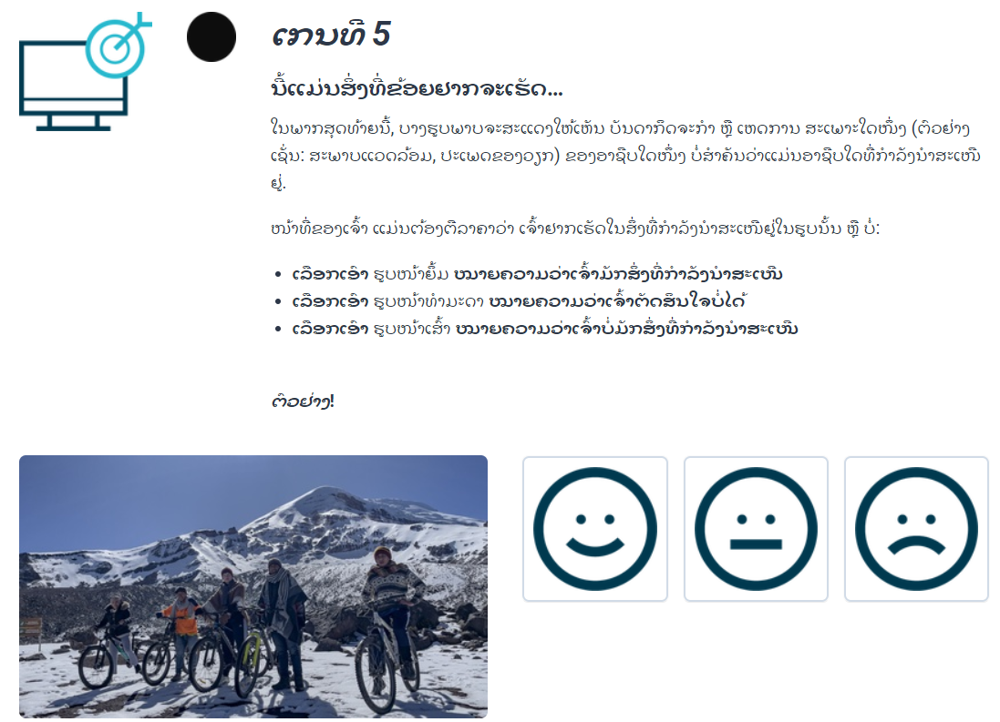 ເກນທີ 5
ນີ້ແມ່ນສິ່ງທີ່ຂ້ອຍຢາກຈະເຮັດ...
ໃນພາກສຸດທ້າຍນີ້, ບາງຮູບພາບຈະສະແດງໃຫ້ເຫັນ ບັນດາກິດຈະກຳ ຫຼື ເຫດການ ສະເພາະໃດໜຶ່ງ (ຕົວຢ່າງ
ເຊັ່ນ: ສະພາບແວດລ້ອມ, ປະເພດຂອງວຽກ) ຂອງອາຊີບໃດໜຶ່ງ ບໍ່ສຳຄັນວ່າແມ່ນອາຊີບໃດທີ່ກຳລັງນຳສະເໜີ
ຢູ່.
ໜ້າທີ່ຂອງເຈົ້າ ແມ່ນຕ້ອງຕີລາຄາວ່າ ເຈົ້າຢາກເຮັດໃນສິ່ງທີ່ກຳລັງນຳສະເໜີຢູ່ໃນຮູບນັ້ນ ຫຼື ບໍ່:
• ເລືອກເອົາ ຮູບໜ້າຍິ້ມ ໝາຍຄວາມວ່າເຈົ້າມັກສິ່ງທີ່ກຳລັງນຳສະເໜີ
• ເລືອກເອົາ ຮູບໜ້າທຳມະດາ ໝາຍຄວາມວ່າເຈົ້າຕັດສິນໃຈບໍ່ໄດ້
• ເລືອກເອົາ ຮູບໜ້າເສົ້າ ໝາຍຄວາມວ່າເຈົ້າບໍ່ມັກສິ່ງທີ່ກຳລັງນຳສະເໜີ
ຕົວຢ່າງ!